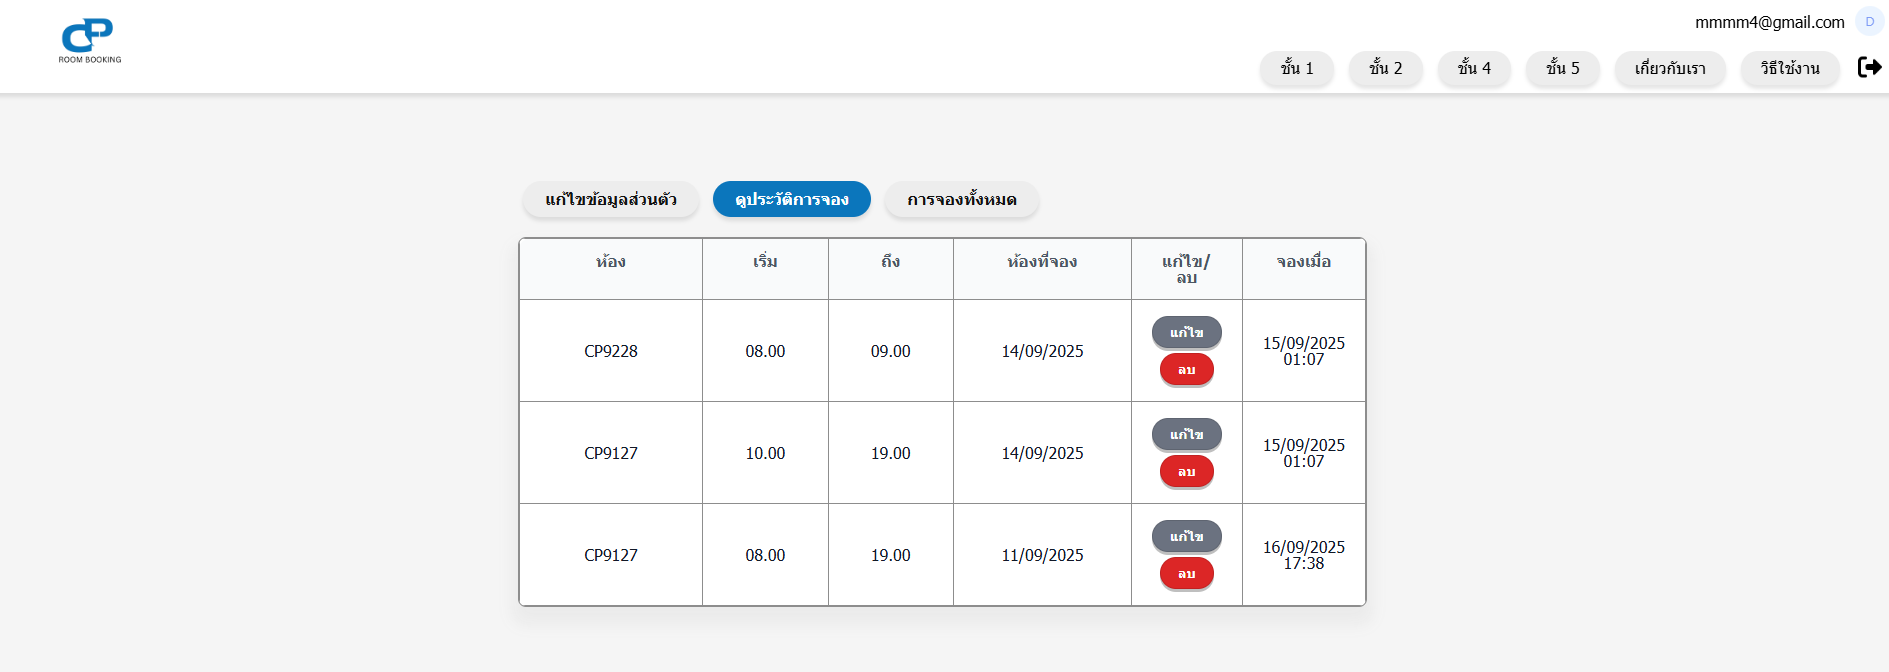 CP
ROOM BOOKING
mmmm4@gmail.com D
ชั้น 1 ชั้น 2 ชั้น 4 ชั้น 5 เกี่ยวกับเรา วิธีใช้งาน
แก้ไขข้อมูลส่วนตัว ดูประวัติการจอง การจองทั้งหมด
ห้อง เริ่ม ถึง ห้องที่จอง แก้ไข/ จองเมื่อ
ลบ
แก้ไข
CP9228 08.00 09.00 14/09/2025 15/09/2025
01:07
ลบ
แก้ไข
CP9127 10.00 19.00 14/09/2025 15/09/2025
01:07
ลบ
แก้ไข
CP9127 08.00 19.00 11/09/2025 16/09/2025
17:38
ลบ